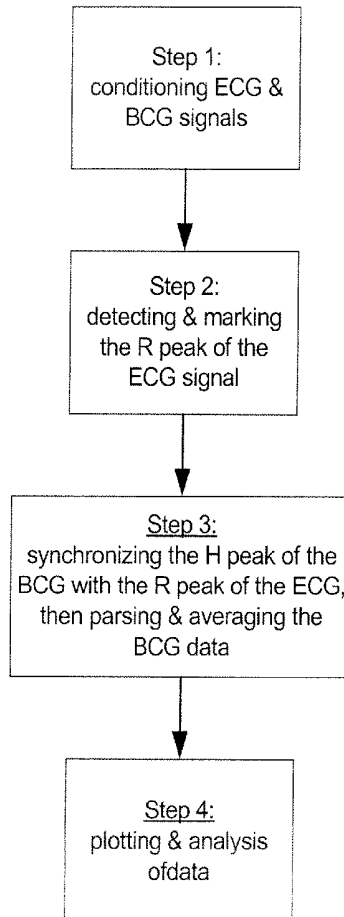 Step 1:
conditioning ECG &
BCG signals
Step 2:
detecting & marking
the R peak of the
ECG signal
Step 3:
synchronizing the H peak of the
BCG with the R peak of the ECG,
then parsing & averaging the
BCG data
Step 4:
plotting & analysis
ofdata